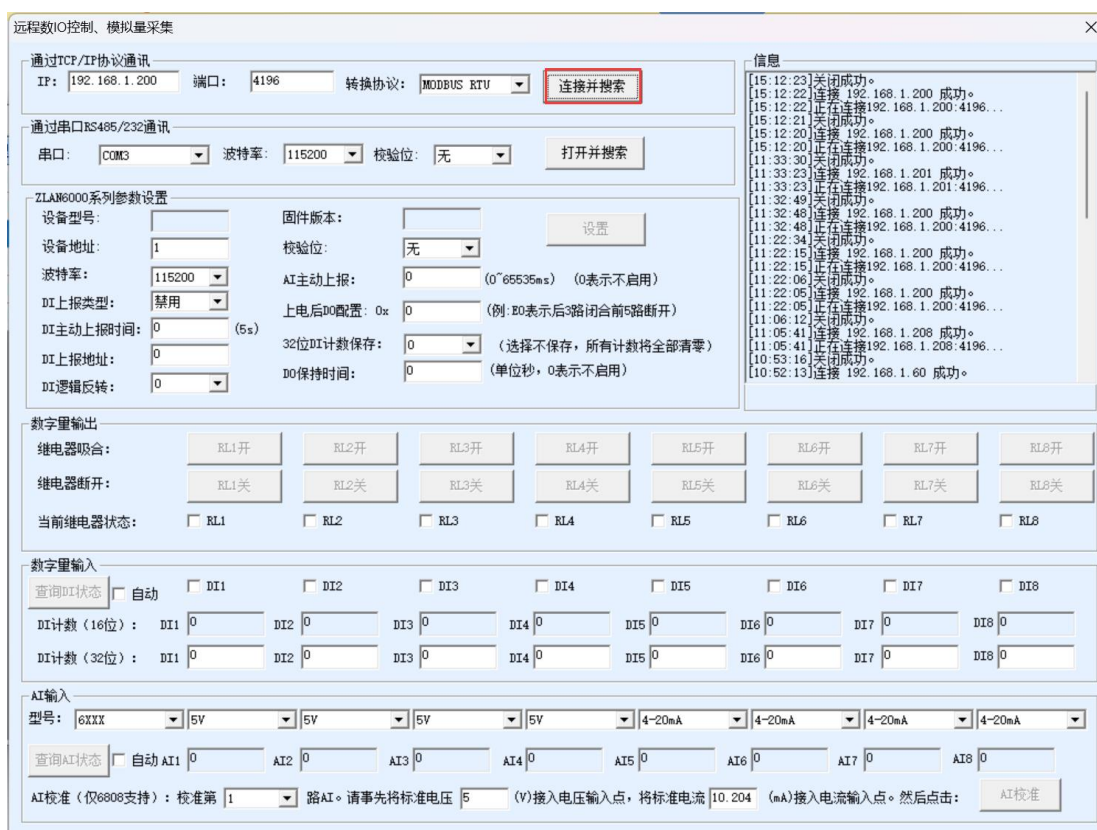 远程数IO控制、模拟量采集
通过TCP/IP协议通讯
IP: 192.168.1.200 端口: 4196 转换协议: MODBUS RTU 连接并搜索
通过串口RS485/232通讯
串口: COM3 波特率: 115200 校验位: 无 打开并搜索
ZLAN6000系列参数设置
设备型号: 固件版本: 设置
设备地址: 1 校验位: 无
波特率: 115200 AI主动上报: 0 (0~65535ms) (0表示不启用)
DI上报类型: 禁用 上电后DO配置: 0x 0 (例:E0表示后3路闭合前5路断开)
DI主动上报时间: 0 (5s) 32位DI计数保存: 0 (选择不保存，所有计数将全部清零)
DI上报地址: 0 DO保持时间: 0 (单位秒，0表示不启用)
DI逻辑反转: 0
信息
[15:12:23]关闭成功。
[15:12:22]连接 192.168.1.200 成功。
[15:12:22]正在连接192.168.1.200:4196...
[15:12:21]关闭成功。
[15:12:20]连接 192.168.1.200 成功。
[15:12:20]正在连接192.168.1.200:4196...
[11:33:30]关闭成功。
[11:33:23]连接 192.168.1.201 成功。
[11:33:23]正在连接192.168.1.201:4196...
[11:32:49]关闭成功。
[11:32:48]连接 192.168.1.200 成功。
[11:32:48]正在连接192.168.1.200:4196...
[11:22:34]关闭成功。
[11:22:15]连接 192.168.1.200 成功。
[11:22:15]正在连接192.168.1.200:4196...
[11:22:06]关闭成功。
[11:22:05]连接 192.168.1.200 成功。
[11:22:05]正在连接192.168.1.200:4196...
[11:06:12]关闭成功。
[11:05:41]连接 192.168.1.208 成功。
[11:05:41]正在连接192.168.1.208:4196...
[10:53:16]关闭成功。
[10:52:13]连接 192.168.1.60 成功。
数字量输出
继电器吸合: RL1开 RL2开 RL3开 RL4开 RL5开 RL6开 RL7开 RL8开
继电器断开: RL1关 RL2关 RL3关 RL4关 RL5关 RL6关 RL7关 RL8关
当前继电器状态: RL1 RL2 RL3 RL4 RL5 RL6 RL7 RL8
数字量输入
查询DI状态 自动 DI1 DI2 DI3 DI4 DI5 DI6 DI7 DI8
DI计数（16位）: DI1 0 DI2 0 DI3 0 DI4 0 DI5 0 DI6 0 DI7 0 DI8 0
DI计数（32位）: DI1 0 DI2 0 DI3 0 DI4 0 DI5 0 DI6 0 DI7 0 DI8 0
AI输入
型号: 6XXX 5V 5V 5V 5V 4-20mA 4-20mA 4-20mA 4-20mA
查询AI状态 自动 AI1 0 AI2 0 AI3 0 AI4 0 AI5 0 AI6 0 AI7 0 AI8 0
AI校准（仅6808支持）: 校准第 1 路AI。请事先将标准电压 5 (V)接入电压输入点，将标准电流 10.204 (mA)接入电流输入点。然后点击: AI校准